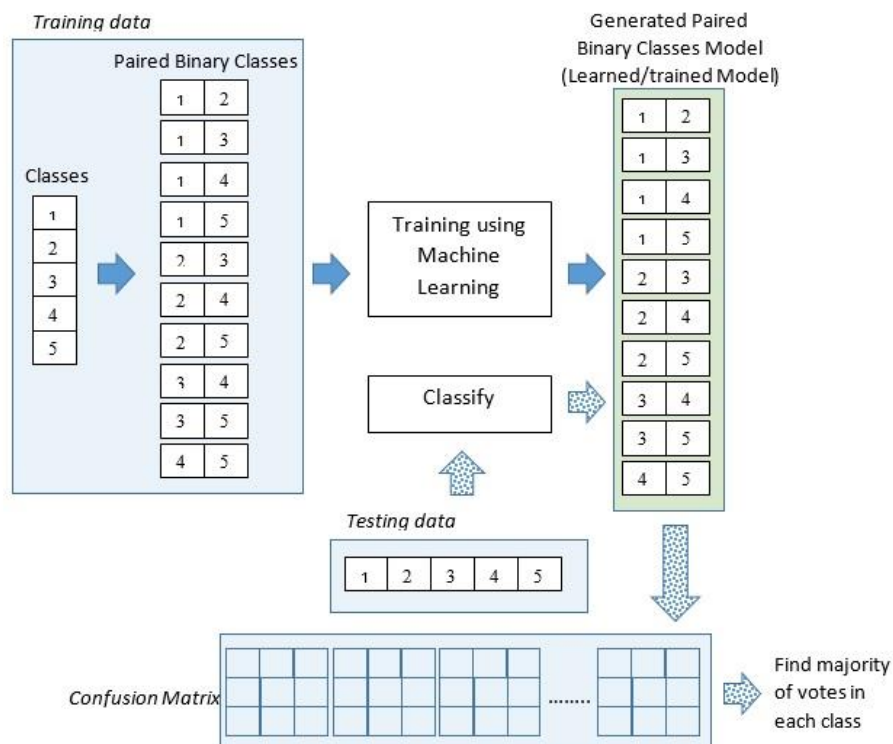 Training data
Paired Binary Classes
1 2
1 3
1 4
1 5
2 3
2 4
2 5
3 4
3 5
4 5
Classes
1
2
3
4
5
Training using
Machine
Learning
Classify
Generated Paired
Binary Classes Model
(Learned/trained Model)
1 2
1 3
1 4
1 5
2 3
2 4
2 5
3 4
3 5
4 5
Testing data
1 2 3 4 5
Confusion Matrix
........
Find majority
of votes in
each class